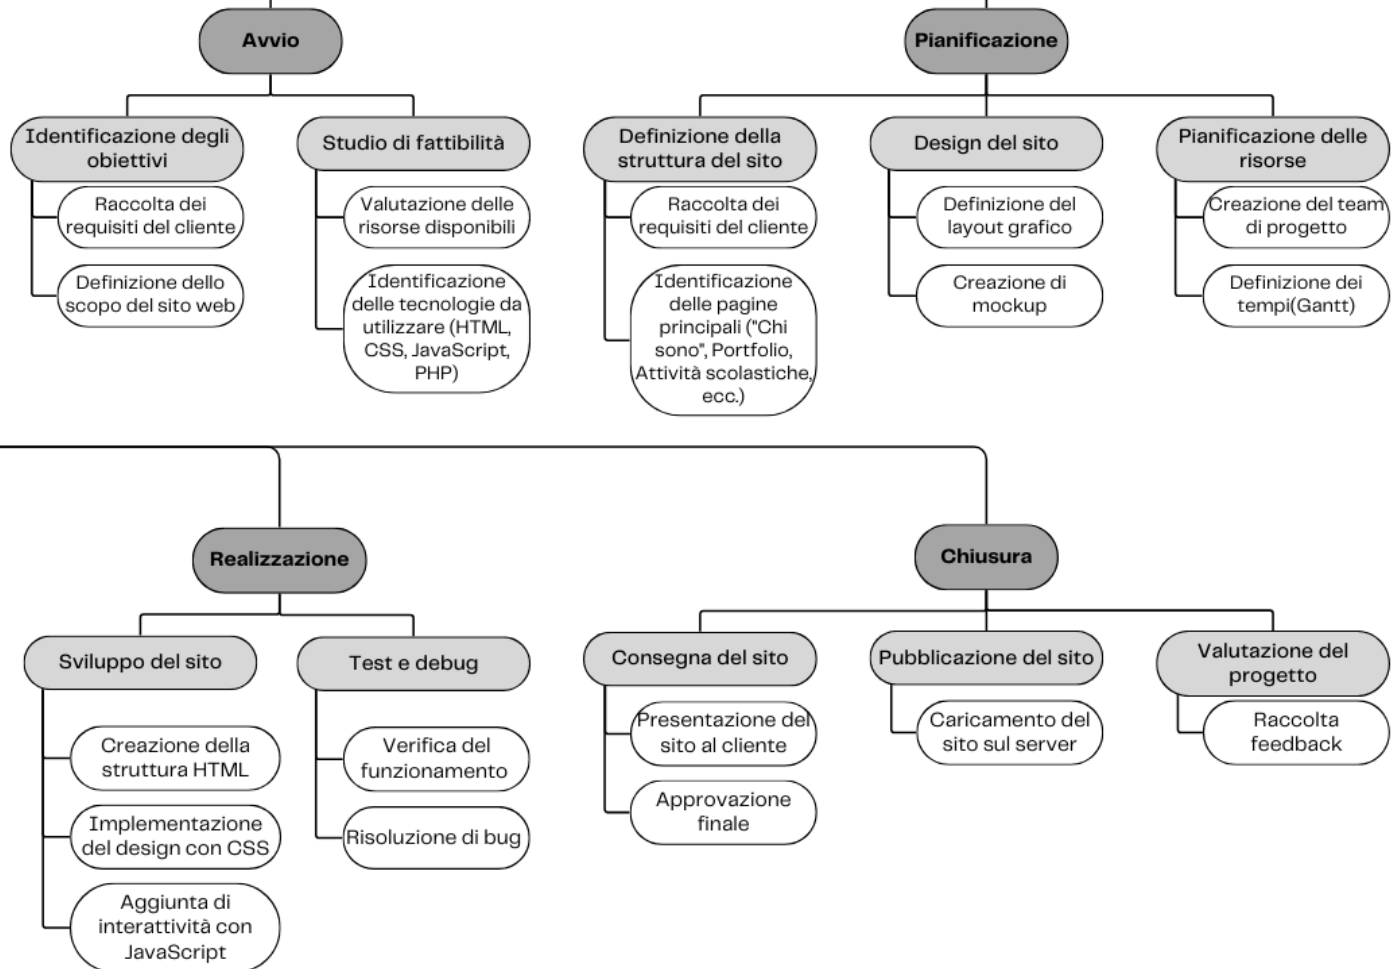 Avvio
Pianificazione
Identificazione degli
obiettivi
Studio di fattibilità
Definizione della
struttura del sito
Design del sito
Pianificazione delle
risorse
Raccolta dei
requisiti del cliente
Valutazione delle
risorse disponibili
Raccolta dei
requisiti del cliente
Definizione del
layout grafico
Creazione del team
di progetto
Definizione dello
scopo del sito web
Identificazione
delle tecnologie da
utilizzare (HTML,
CSS, JavaScript,
PHP)
Identificazione
delle pagine
principali ("Chi
sono", Portfolio,
Attività scolastiche,
ecc.)
Creazione di
mockup
Definizione dei
tempi(Gantt)
Realizzazione
Chiusura
Sviluppo del sito
Test e debug
Consegna del sito
Pubblicazione del sito
Valutazione del
progetto
Creazione della
struttura HTML
Verifica del
funzionamento
Presentazione del
sito al cliente
Caricamento del
sito sul server
Raccolta
feedback
Implementazione
del design con CSS
Risoluzione di bug
Approvazione
finale
Aggiunta di
interattività con
JavaScript